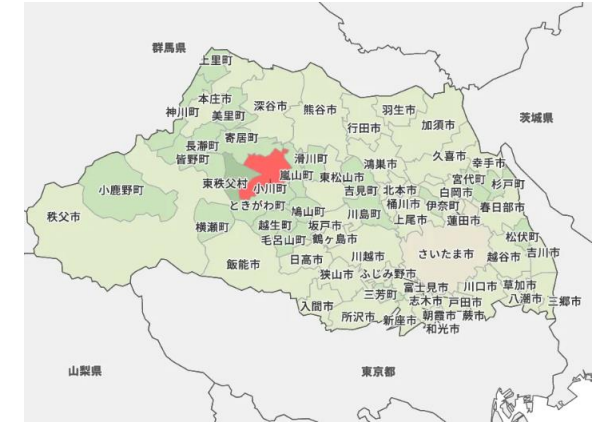 群馬県
上里町
本庄市
神川町
美里町
深谷市
熊谷市
羽生市
加須市
行田市
茨城県
長瀞町
寄居町
皆野町
滑川町
鴻巣市
久喜市
幸手市
小鹿野町
東秩父村
小川町
嵐山町
東松山市
吉見町
北本市
宮代町
杉戸町
白岡市
桶川市
伊奈町
春日部市
秩父市
ときがわ町
鳩山町
川島町
上尾市
蓮田市
横瀬町
越生町
坂戸市
毛呂山町
鶴ヶ島市
松伏町
飯能市
日高市
川越市
さいたま市
越谷市
吉川市
狭山市
ふじみ野市
富士見市
川口市
草加市
三芳町
志木市
戸田市
八潮市
三郷市
入間市
所沢市
新座市
朝霞市
蕨市
和光市
山梨県
東京都